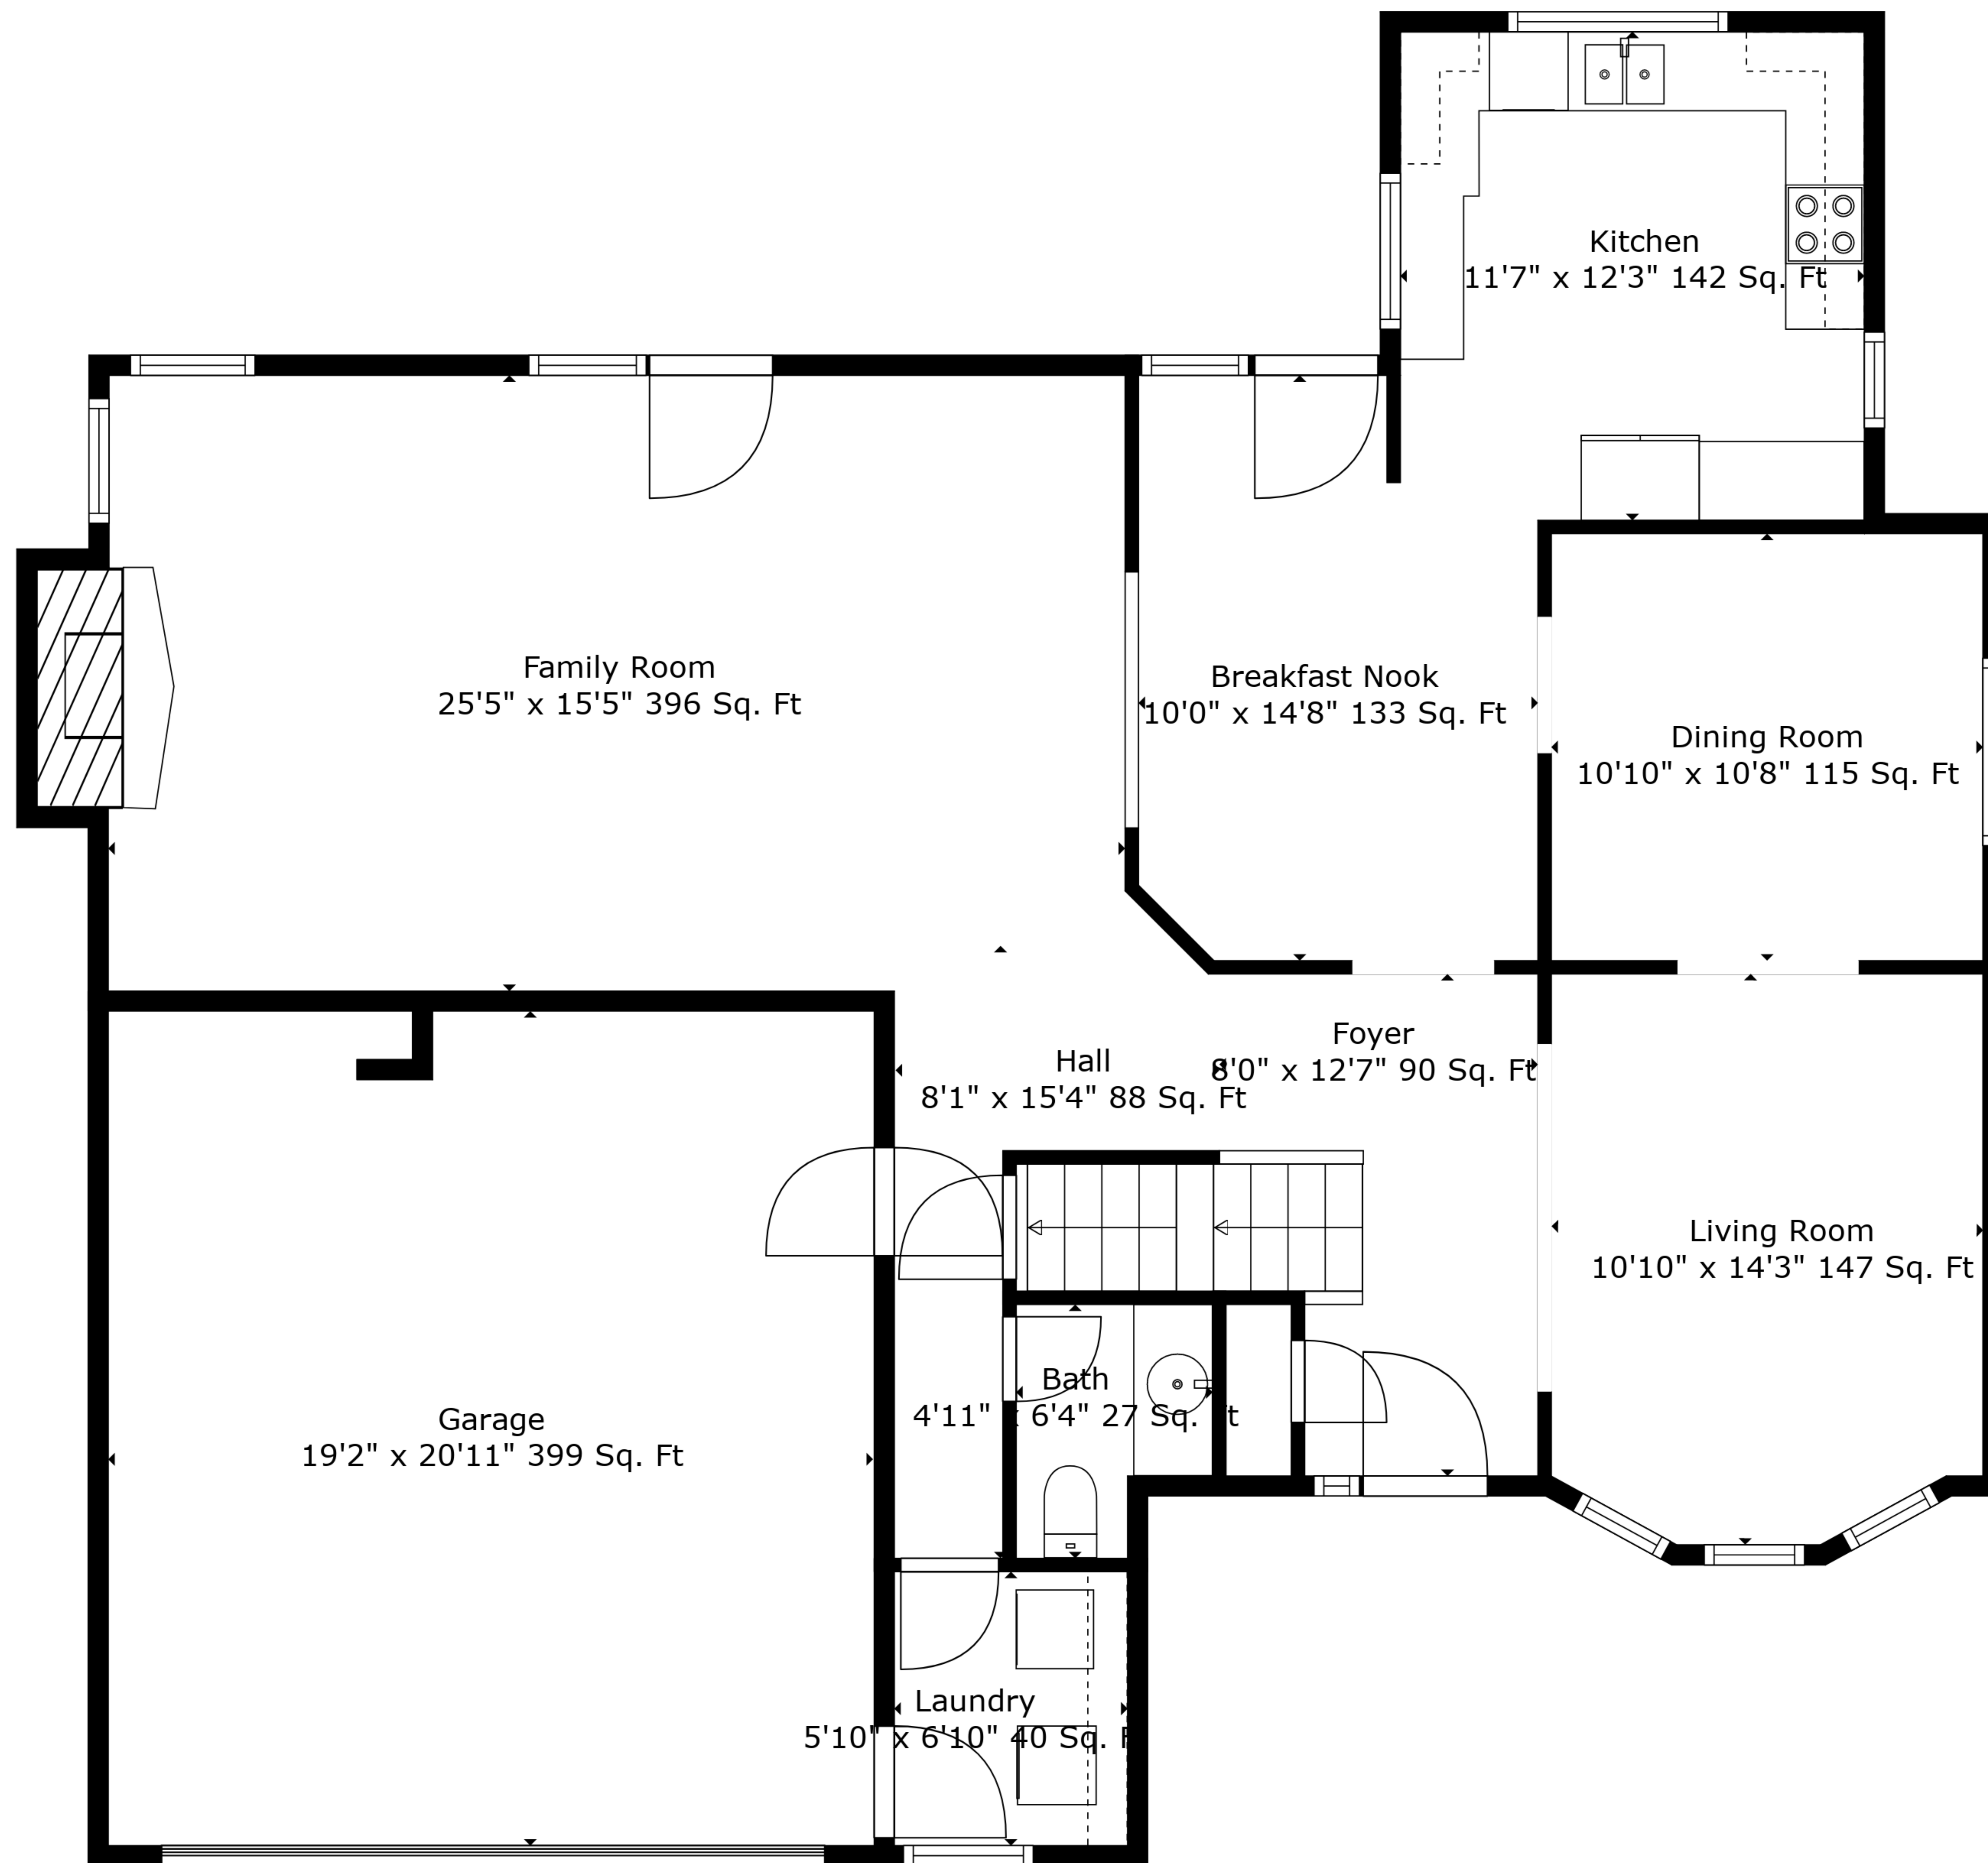 Kitchen
11'7" x 12'3" 142 Sq. Ft
Family Room
25'5" x 15'5" 396 Sq. Ft
Breakfast Nook
10'0" x 14'8" 133 Sq. Ft
Dining Room
10'10" x 10'8" 115 Sq. Ft
Foyer
8'0" x 12'7" 90 Sq. Ft
Hall
8'1" x 15'4" 88 Sq. Ft
Living Room
10'10" x 14'3" 147 Sq. Ft
Bath
4'11" x 6'4" 27 Sq. Ft
Garage
19'2" x 20'11" 399 Sq. Ft
Laundry
5'10" x 6'10" 40 Sq. Ft